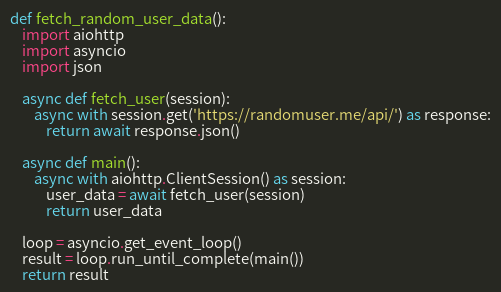 def fetch_random_user_data():
    import aiohttp
    import asyncio
    import json

    async def fetch_user(session):
        async with session.get('https://randomuser.me/api/') as response:
            return await response.json()

    async def main():
        async with aiohttp.ClientSession() as session:
            user_data = await fetch_user(session)
            return user_data

    loop = asyncio.get_event_loop()
    result = loop.run_until_complete(main())
    return result